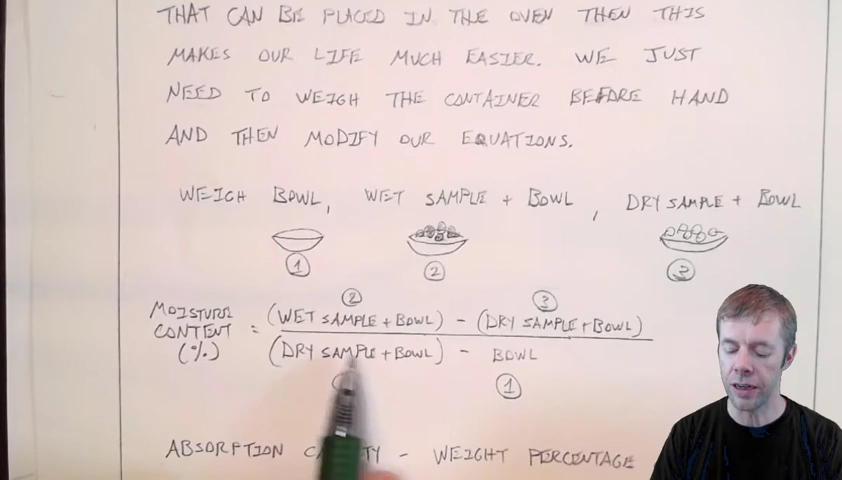 THAT CAN BE PLACED IN THE OVEN THEN THIS
MAKES OUR LIFE MUCH EASIER. WE JUST
NEED TO WEIGH THE CONTAINER BEFORE HAND
AND THEN MODIFY OUR EQUATIONS.
WEIGH BOWL, WET SAMPLE + BOWL, DRY SAMPLE + BOWL
1 2 3
2 3
MOISTURE CONTENT (%) = (WET SAMPLE + BOWL) - (DRY SAMPLE + BOWL)
(DRY SAMPLE + BOWL) - BOWL
1
ABSORPTION - WEIGHT PERCENTAGE